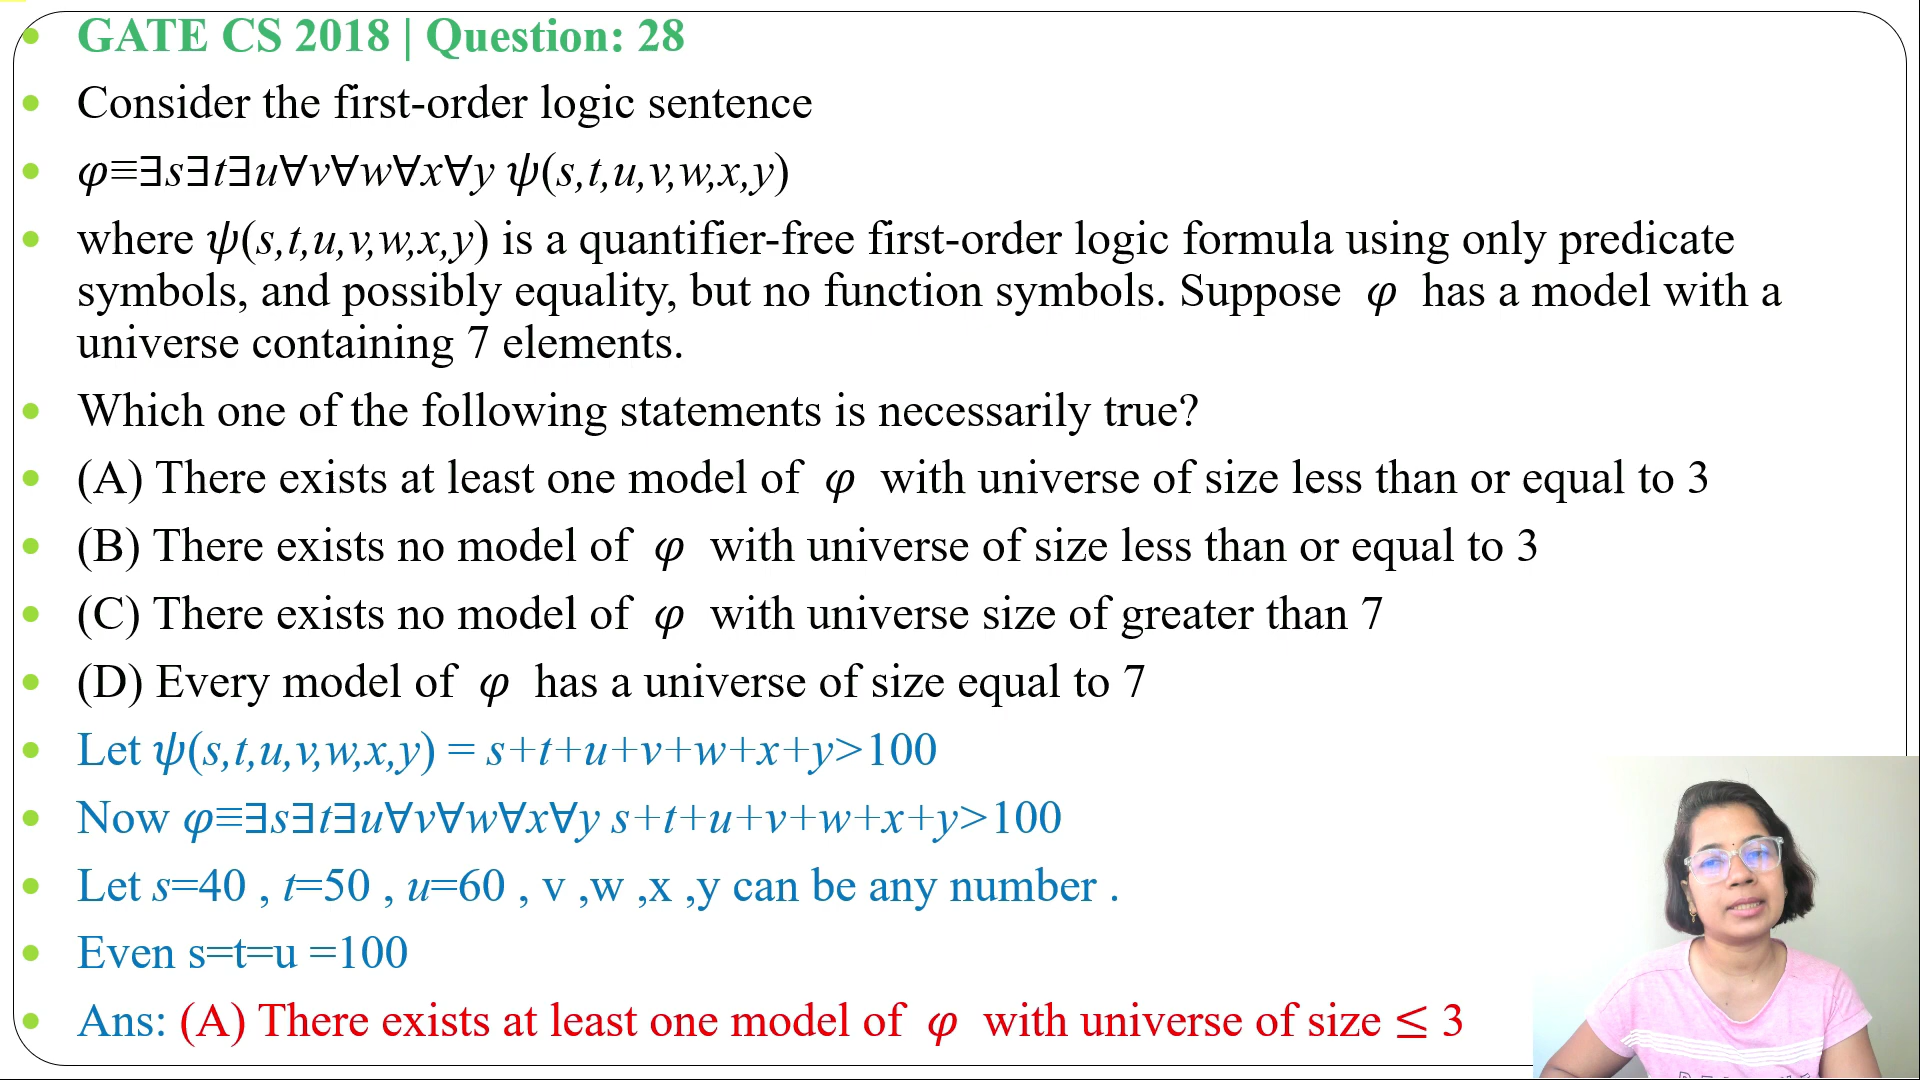 GATE CS 2018 | Question: 28
Consider the first-order logic sentence
φ≡∃s∃t∃u∀v∀w∀x∀y ψ(s,t,u,v,w,x,y)
where ψ(s,t,u,v,w,x,y) is a quantifier-free first-order logic formula using only predicate
symbols, and possibly equality, but no function symbols. Suppose φ has a model with a
universe containing 7 elements.
Which one of the following statements is necessarily true?
(A) There exists at least one model of φ with universe of size less than or equal to 3
(B) There exists no model of φ with universe of size less than or equal to 3
(C) There exists no model of φ with universe size of greater than 7
(D) Every model of φ has a universe of size equal to 7
Let ψ(s,t,u,v,w,x,y) = s+t+u+v+w+x+y>100
Now φ≡∃s∃t∃u∀v∀w∀x∀y s+t+u+v+w+x+y>100
Let s=40 , t=50 , u=60 , v ,w ,x ,y can be any number .
Even s=t=u =100
Ans: (A) There exists at least one model of φ with universe of size ≤ 3